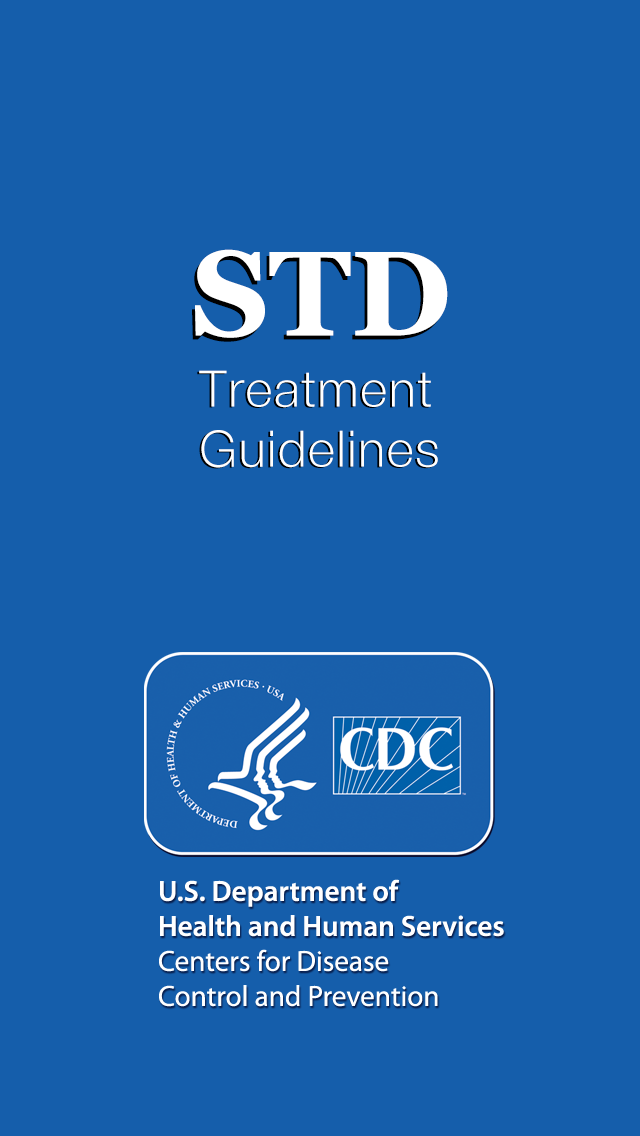 STD
Treatment
Guidelines
DEPARTMENT OF HEALTH & HUMAN SERVICES · USA
CDC
U.S. Department of
Health and Human Services
Centers for Disease
Control and Prevention